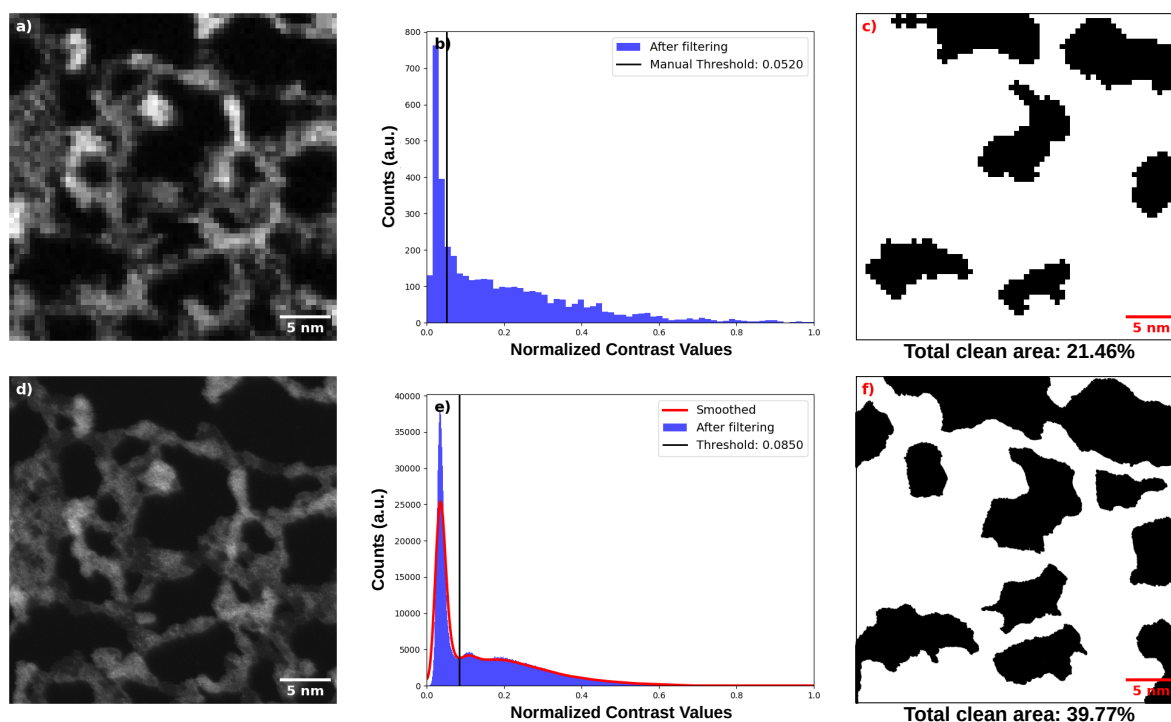 a)
5 nm
b)
After filtering
Manual Threshold: 0.0520
800
700
600
500
400
300
200
100
0
0.0 0.2 0.4 0.6 0.8 1.0
Counts (a.u.)
Normalized Contrast Values
c)
5 nm
Total clean area: 21.46%
d)
5 nm
e)
Smoothed
After filtering
Threshold: 0.0850
40000
35000
30000
25000
20000
15000
10000
5000
0
0.0 0.2 0.4 0.6 0.8 1.0
Counts (a.u.)
Normalized Contrast Values
f)
5 nm
Total clean area: 39.77%